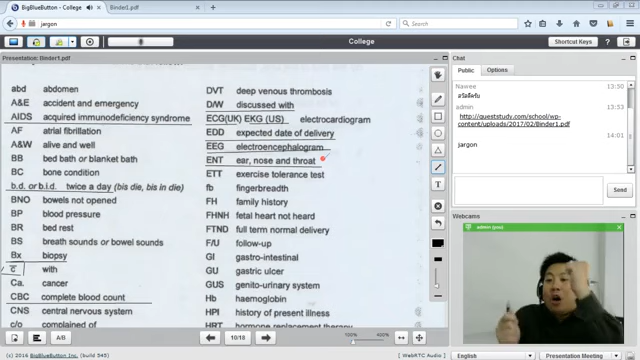 BigBlueButton - College
Binder1.pdf
jargon
Search
College
Shortcut Keys
Presentation: Binder1.pdf
abd abdomen
A&E accident and emergency
AIDS acquired immunodeficiency syndrome
AF atrial fibrillation
A&W alive and well
BB bed bath or blanket bath
BC bone condition
b.d. or b.i.d. twice a day (bis die, bis in die)
BNO bowels not opened
BP blood pressure
BR bed rest
BS breath sounds or bowel sounds
Bx biopsy
c̄ with
Ca. cancer
CBC complete blood count
CNS central nervous system
c/o complained of
DVT deep venous thrombosis
D/W discussed with
ECG(UK) EKG (US) electrocardiogram
EDD expected date of delivery
EEG electroencephalogram
ENT ear, nose and throat
ETT exercise tolerance test
fb fingerbreadth
FH family history
FHNH fetal heart not heard
FTND full term normal delivery
F/U follow-up
GI gastro-intestinal
GU gastric ulcer
GUS genito-urinary system
Hb haemoglobin
HPI history of present illness
HRT hormone replacement therapy
A/B
10/18
100%
400%
Chat
Public
Options
Nawee 13:50
สวัสดีครับ
admin 13:53
http://queststudy.com/school/wp-
content/uploads/2017/02/Binder1.pdf
14:01
jargon
Send
Webcams
admin (you)
(c) 2016 BigBlueButton Inc. (build 545)
[ WebRTC Audio ]
English
Presentation Meeting